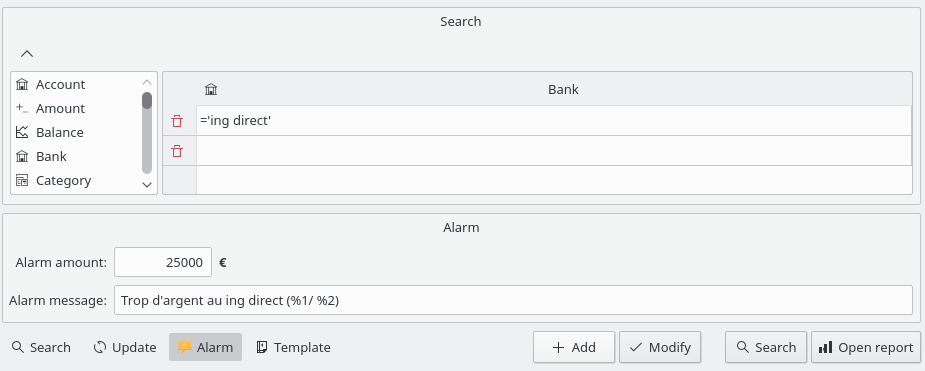 Search
Account
Amount
Balance
Bank
Category
Bank
='ing direct'
Alarm
Alarm amount: 25000 €
Alarm message: Trop d'argent au ing direct (%1/ %2)
Search Update Alarm Template + Add Modify Search Open report